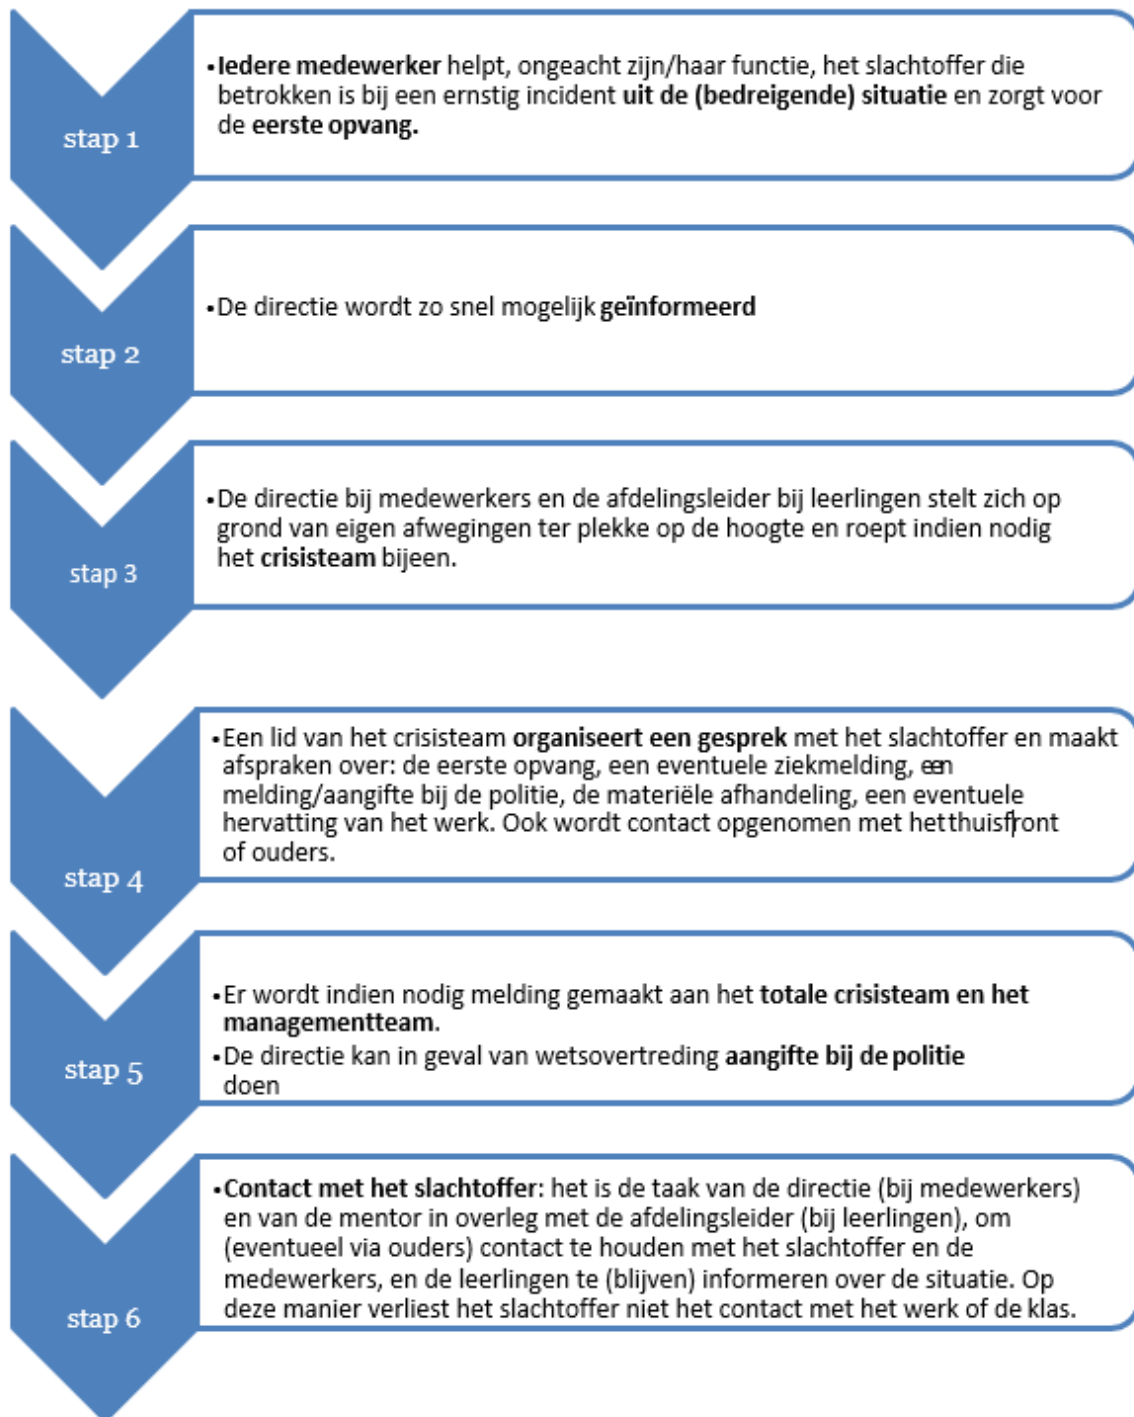 stap 1
•Iedere medewerker helpt, ongeacht zijn/haar functie, het slachtoffer die
betrokken is bij een ernstig incident uit de (bedreigende) situatie en zorgt voor
de eerste opvang.
stap 2
•De directie wordt zo snel mogelijk geïnformeerd
stap 3
•De directie bij medewerkers en de afdelingsleider bij leerlingen stelt zich op
grond van eigen afwegingen ter plekke op de hoogte en roept indien nodig
het crisisteam bijeen.
stap 4
•Een lid van het crisisteam organiseert een gesprek met het slachtoffer en maakt
afspraken over: de eerste opvang, een eventuele ziekmelding, een
melding/aangifte bij de politie, de materiële afhandeling, een eventuele
hervatting van het werk. Ook wordt contact opgenomen met het thuisfront
of ouders.
stap 5
•Er wordt indien nodig melding gemaakt aan het totale crisisteam en het
managementteam.
•De directie kan in geval van wetsovertreding aangifte bij de politie
doen
stap 6
•Contact met het slachtoffer: het is de taak van de directie (bij medewerkers)
en van de mentor in overleg met de afdelingsleider (bij leerlingen), om
(eventueel via ouders) contact te houden met het slachtoffer en de
medewerkers, en de leerlingen te (blijven) informeren over de situatie. Op
deze manier verliest het slachtoffer niet het contact met het werk of de klas.